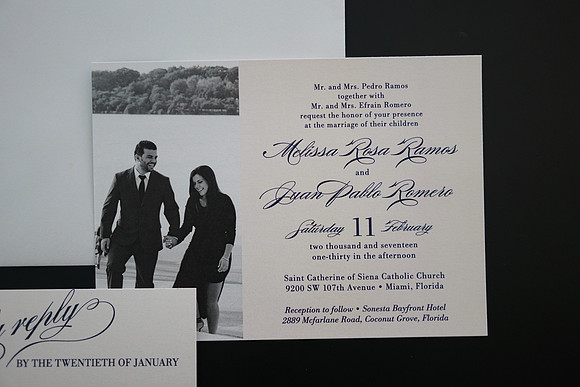 Mr. and Mrs. Pedro Ramos
together with
Mr. and Mrs. Efrain Romero
request the honor of your presence
at the marriage of their children
Melissa Rosa Ramos
and
Juan Pablo Romero
Saturday 11 February
two thousand and seventeen
one-thirty in the afternoon
Saint Catherine of Siena Catholic Church
9200 SW 107th Avenue • Miami, Florida
Reception to follow • Sonesta Bayfront Hotel
2889 Mcfarlane Road, Coconut Grove, Florida
reply
BY THE TWENTIETH OF JANUARY